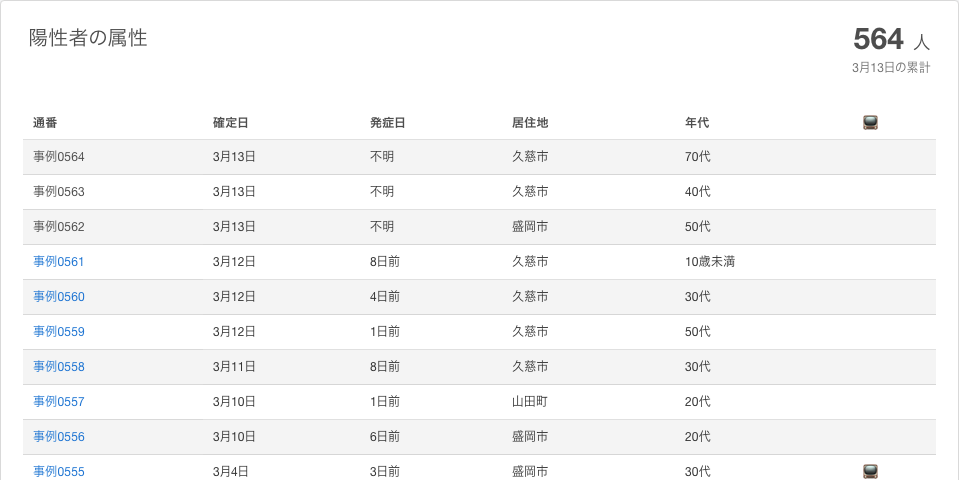 陽性者の属性
564 人
3月13日の累計
通番 確定日 発症日 居住地 年代
事例0564 3月13日 不明 久慈市 70代
事例0563 3月13日 不明 久慈市 40代
事例0562 3月13日 不明 盛岡市 50代
事例0561 3月12日 8日前 久慈市 10歳未満
事例0560 3月12日 4日前 久慈市 30代
事例0559 3月12日 1日前 久慈市 50代
事例0558 3月11日 8日前 久慈市 30代
事例0557 3月10日 1日前 山田町 20代
事例0556 3月10日 6日前 盛岡市 20代
事例0555 3月4日 3日前 盛岡市 30代